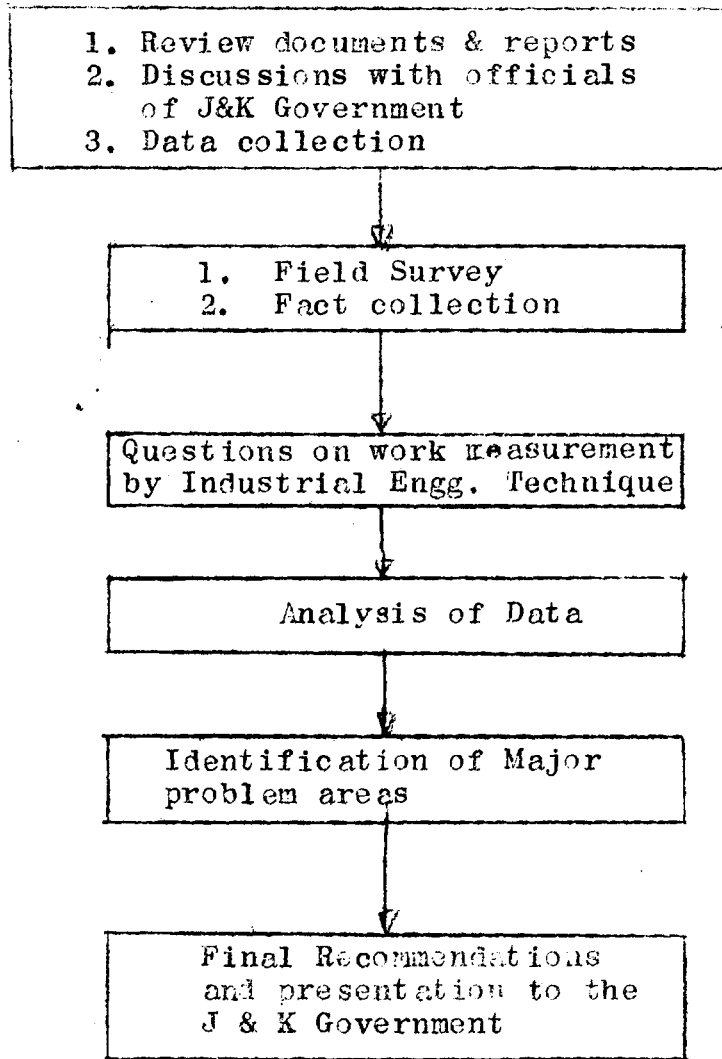 1. Review documents & reports
2. Discussions with officials
of J&K Government
3. Data collection
1. Field Survey
2. Fact collection
Questions on work measurement
by Industrial Engg. Technique
Analysis of Data
Identification of Major
problem areas
Final Recommendations
and presentation to the
J & K Government